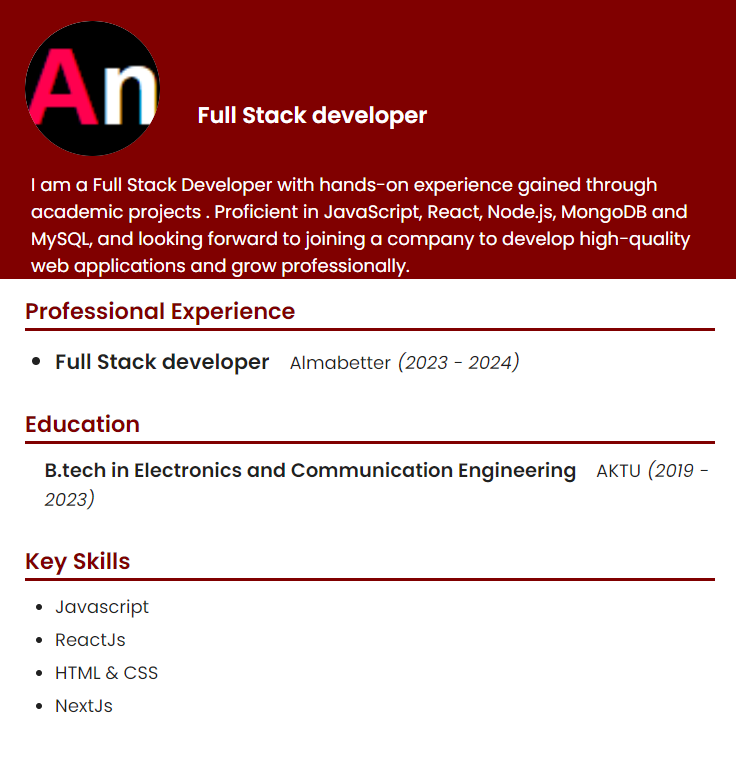 An
Full Stack developer
I am a Full Stack Developer with hands-on experience gained through
academic projects . Proficient in JavaScript, React, Node.js, MongoDB and
MySQL, and looking forward to joining a company to develop high-quality
web applications and grow professionally.
Professional Experience
• Full Stack developer Almabetter (2023 - 2024)
Education
B.tech in Electronics and Communication Engineering AKTU (2019 -
2023)
Key Skills
• Javascript
• ReactJs
• HTML & CSS
• NextJs